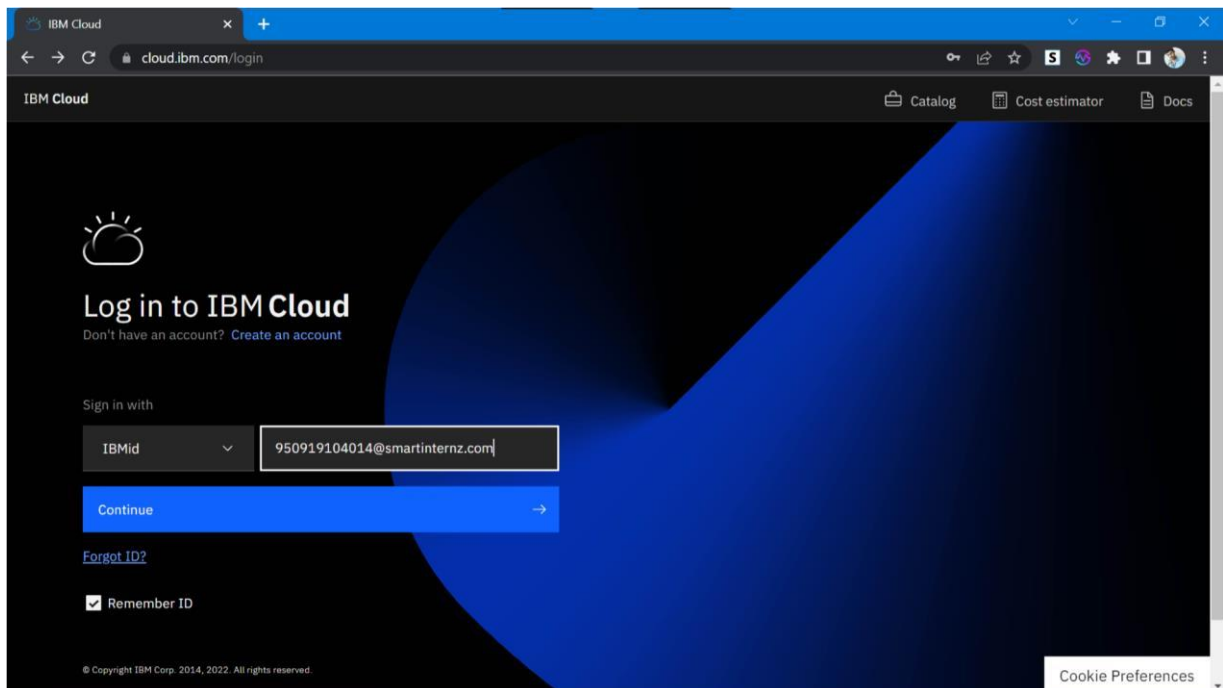 IBM Cloud
cloud.ibm.com/login
IBM Cloud Catalog Cost estimator Docs
Log in to IBM Cloud
Don't have an account? Create an account
Sign in with
IBMid 950919104014@smartinternz.com
Continue
Forgot ID?
Remember ID
© Copyright IBM Corp. 2014, 2022. All rights reserved.
Cookie Preferences